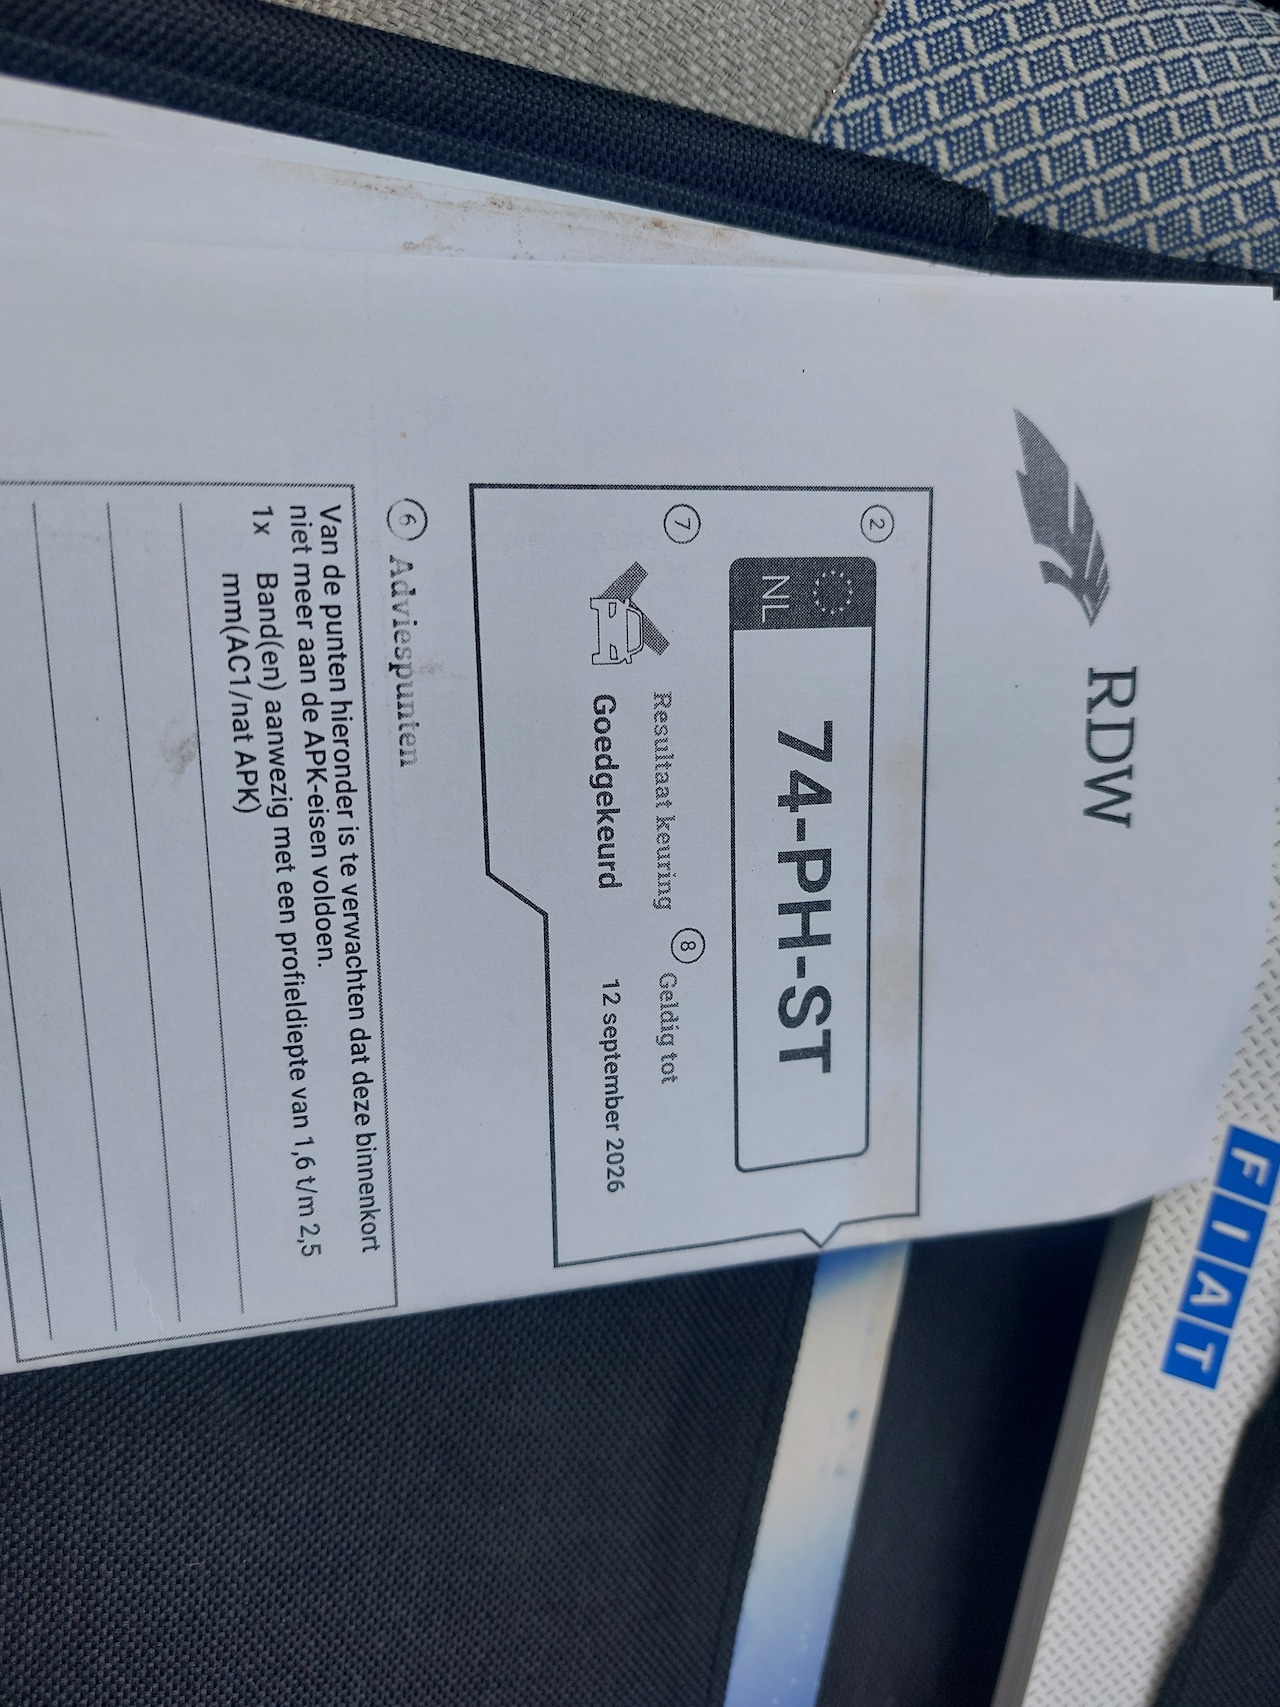 RDW
2
NL 74-PH-ST
7 Resultaat keuring
Goedgekeurd
8 Geldig tot
12 september 2026
6 Adviespunten
Van de punten hieronder is te verwachten dat deze binnenkort
niet meer aan de APK-eisen voldoen.
1x Band(en) aanwezig met een profieldiepte van 1,6 t/m 2,5
mm(AC1/nat APK)
FIAT